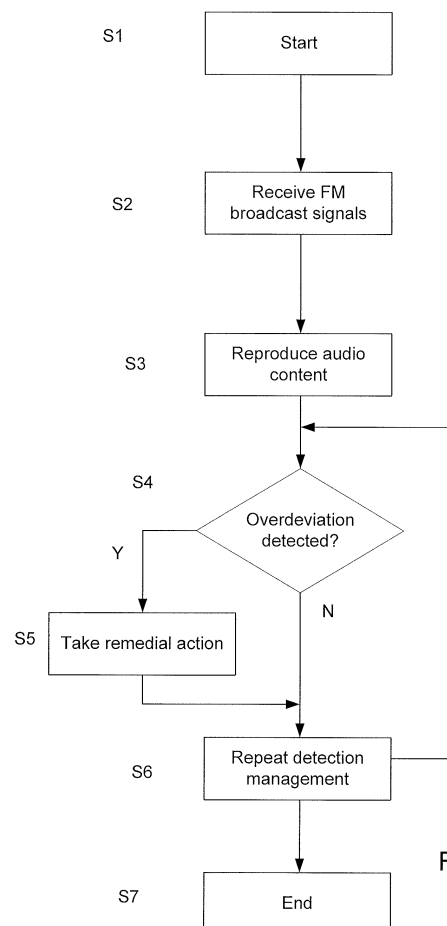 S1
Start
S2
Receive FM
broadcast signals
S3
Reproduce audio
content
S4
Overdeviation
detected?
Y
N
S5
Take remedial action
S6
Repeat detection
management
F
S7
End